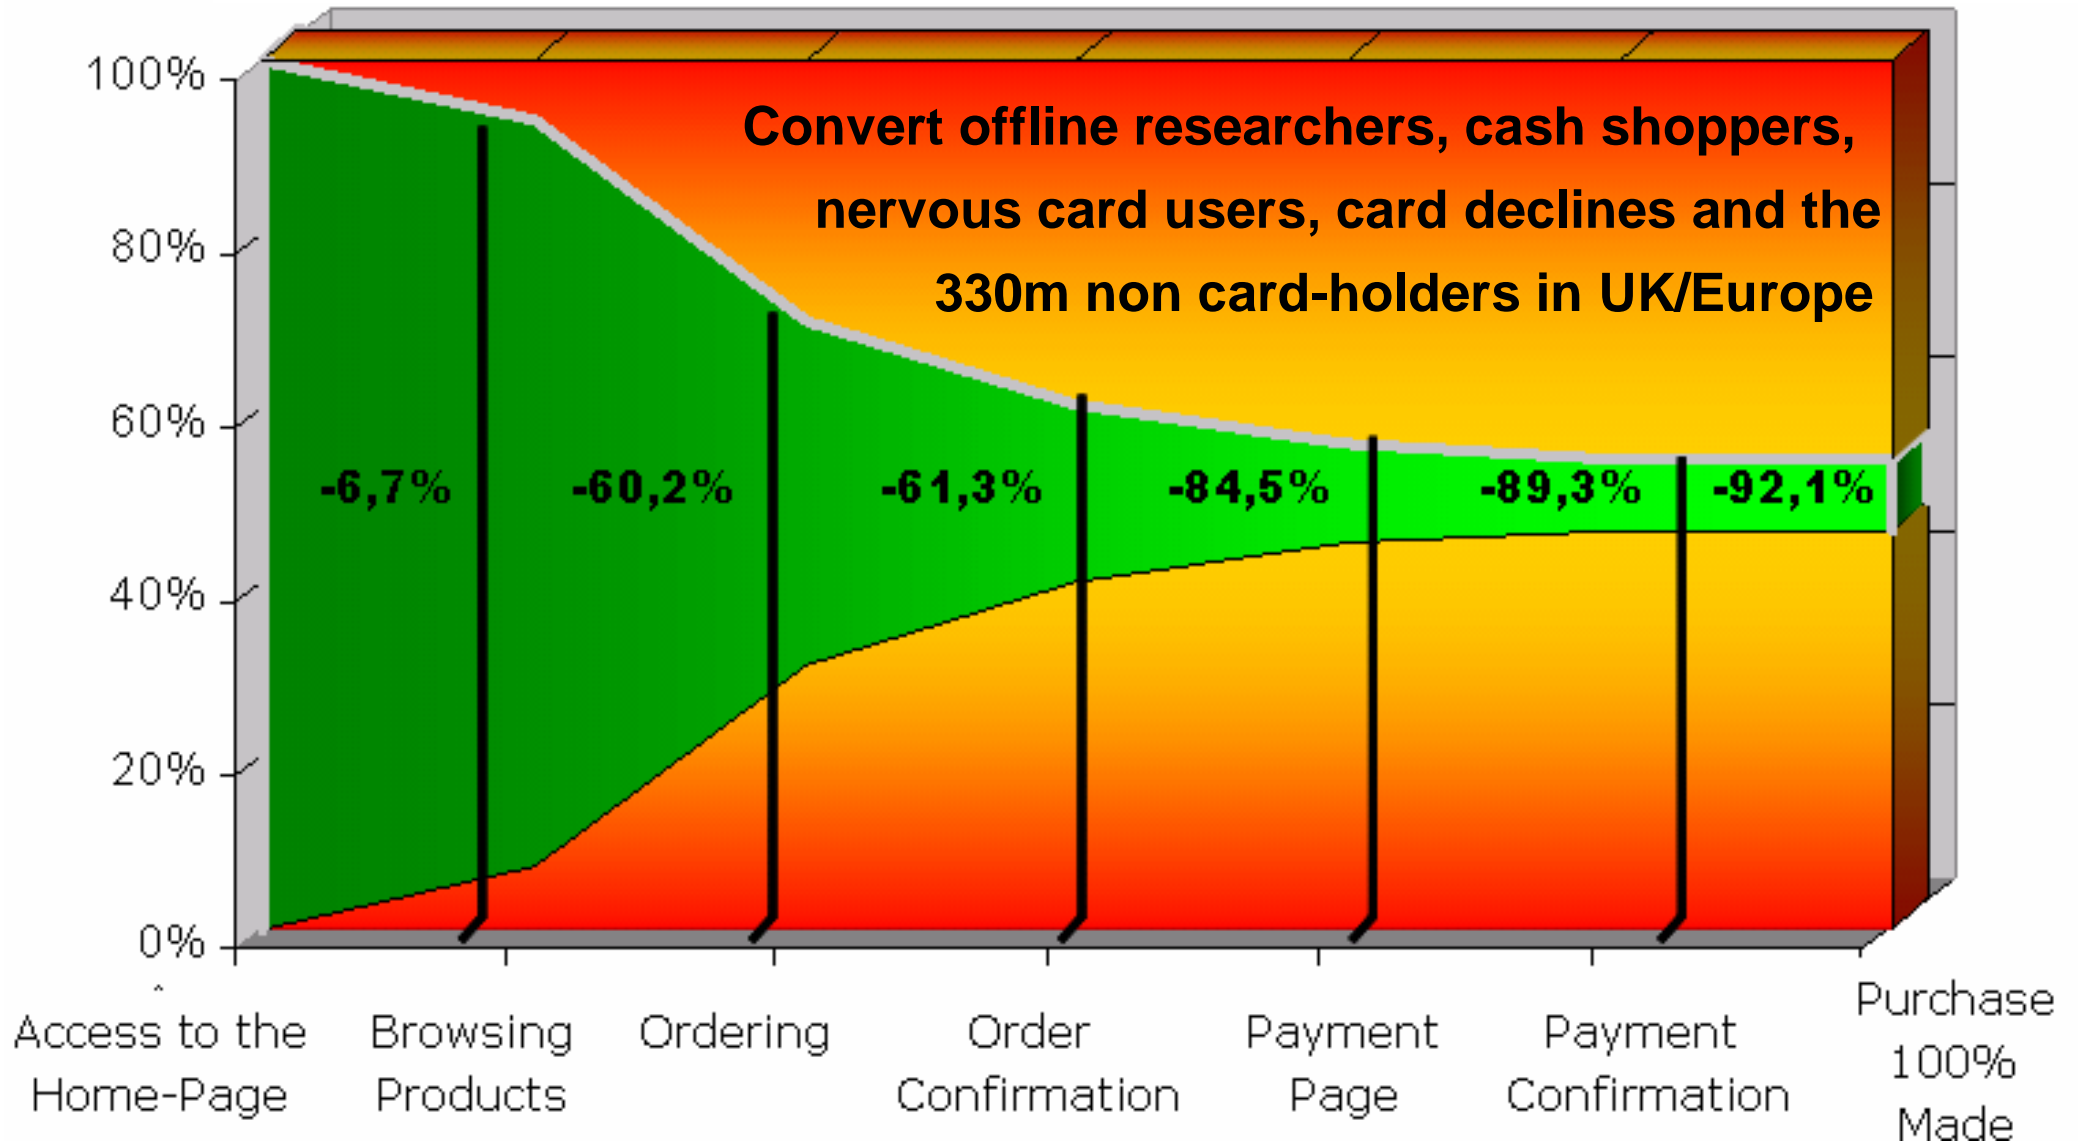 100%
80%
60%
40%
20%
0%
Convert offline researchers, cash shoppers,
nervous card users, card declines and the
330m non card-holders in UK/Europe
-6,7%
-60,2%
-61,3%
-84,5%
-89,3%
-92,1%
Access to the
Home-Page
Browsing
Products
Ordering
Order
Confirmation
Payment
Page
Payment
Confirmation
Purchase
100%
Made